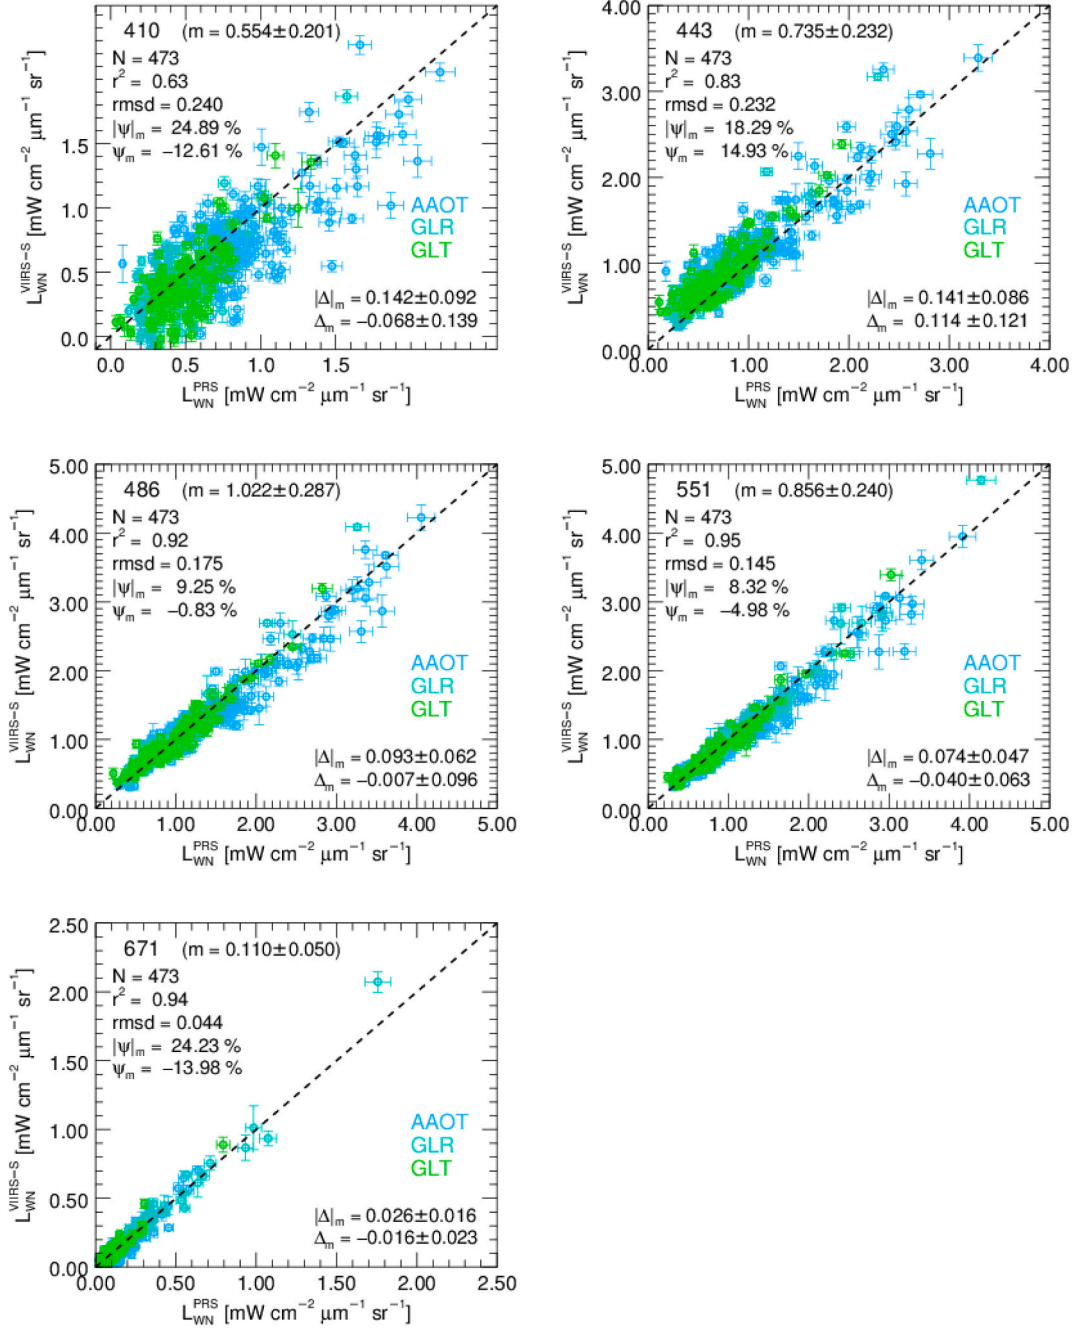 410 (m = 0.554±0.201)
N = 473
r² = 0.63
rmsd = 0.240
|ψ|m = 24.89 %
ψm = −12.61 %
AAOT
GLR
GLT
|Δ|m = 0.142±0.092
Δm = −0.068±0.139
1.5
1.0
0.5
0.0
0.0 0.5 1.0 1.5
L WN VIIRS−S [mW cm−2 μm−1 sr−1]
L WN PRS [mW cm−2 μm−1 sr−1]
443 (m = 0.735±0.232)
N = 473
r² = 0.83
rmsd = 0.232
|ψ|m = 18.29 %
ψm = 14.93 %
AAOT
GLR
GLT
|Δ|m = 0.141±0.086
Δm = 0.114 ±0.121
4.00
3.00
2.00
1.00
0.00
0.00 1.00 2.00 3.00 4.00
L WN VIIRS−S [mW cm−2 μm−1 sr−1]
L WN PRS [mW cm−2 μm−1 sr−1]
486 (m = 1.022±0.287)
N = 473
r² = 0.92
rmsd = 0.175
|ψ|m = 9.25 %
ψm = −0.83 %
AAOT
GLR
GLT
|Δ|m = 0.093±0.062
Δm = −0.007±0.096
5.00
4.00
3.00
2.00
1.00
0.00
0.00 1.00 2.00 3.00 4.00 5.00
L WN VIIRS−S [mW cm−2 μm−1 sr−1]
L WN PRS [mW cm−2 μm−1 sr−1]
551 (m = 0.856±0.240)
N = 473
r² = 0.95
rmsd = 0.145
|ψ|m = 8.32 %
ψm = −4.98 %
AAOT
GLR
GLT
|Δ|m = 0.074±0.047
Δm = −0.040±0.063
5.00
4.00
3.00
2.00
1.00
0.00
0.00 1.00 2.00 3.00 4.00 5.00
L WN VIIRS−S [mW cm−2 μm−1 sr−1]
L WN PRS [mW cm−2 μm−1 sr−1]
671 (m = 0.110±0.050)
N = 473
r² = 0.94
rmsd = 0.044
|ψ|m = 24.23 %
ψm = −13.98 %
AAOT
GLR
GLT
|Δ|m = 0.026±0.016
Δm = −0.016±0.023
2.50
2.00
1.50
1.00
0.50
0.00
0.00 0.50 1.00 1.50 2.00 2.50
L WN VIIRS−S [mW cm−2 μm−1 sr−1]
L WN PRS [mW cm−2 μm−1 sr−1]